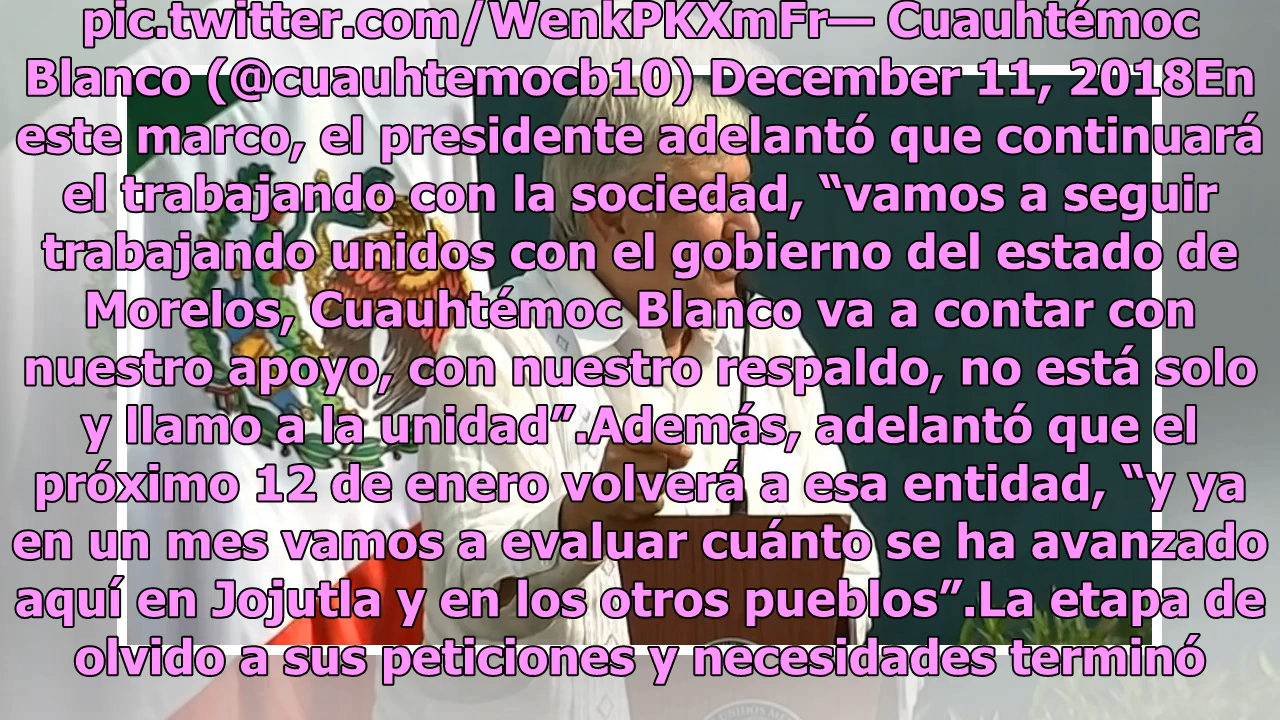 pic.twitter.com/WenkPKXmFr— Cuauhtémoc
Blanco (@cuauhtemocb10) December 11, 2018En
este marco, el presidente adelantó que continuará
el trabajando con la sociedad, “vamos a seguir
trabajando unidos con el gobierno del estado de
Morelos, Cuauhtémoc Blanco va a contar con
nuestro apoyo, con nuestro respaldo, no está solo
y llamo a la unidad”.Además, adelantó que el
próximo 12 de enero volverá a esa entidad, “y ya
en un mes vamos a evaluar cuánto se ha avanzado
aquí en Jojutla y en los otros pueblos”.La etapa de
olvido a sus peticiones y necesidades terminó